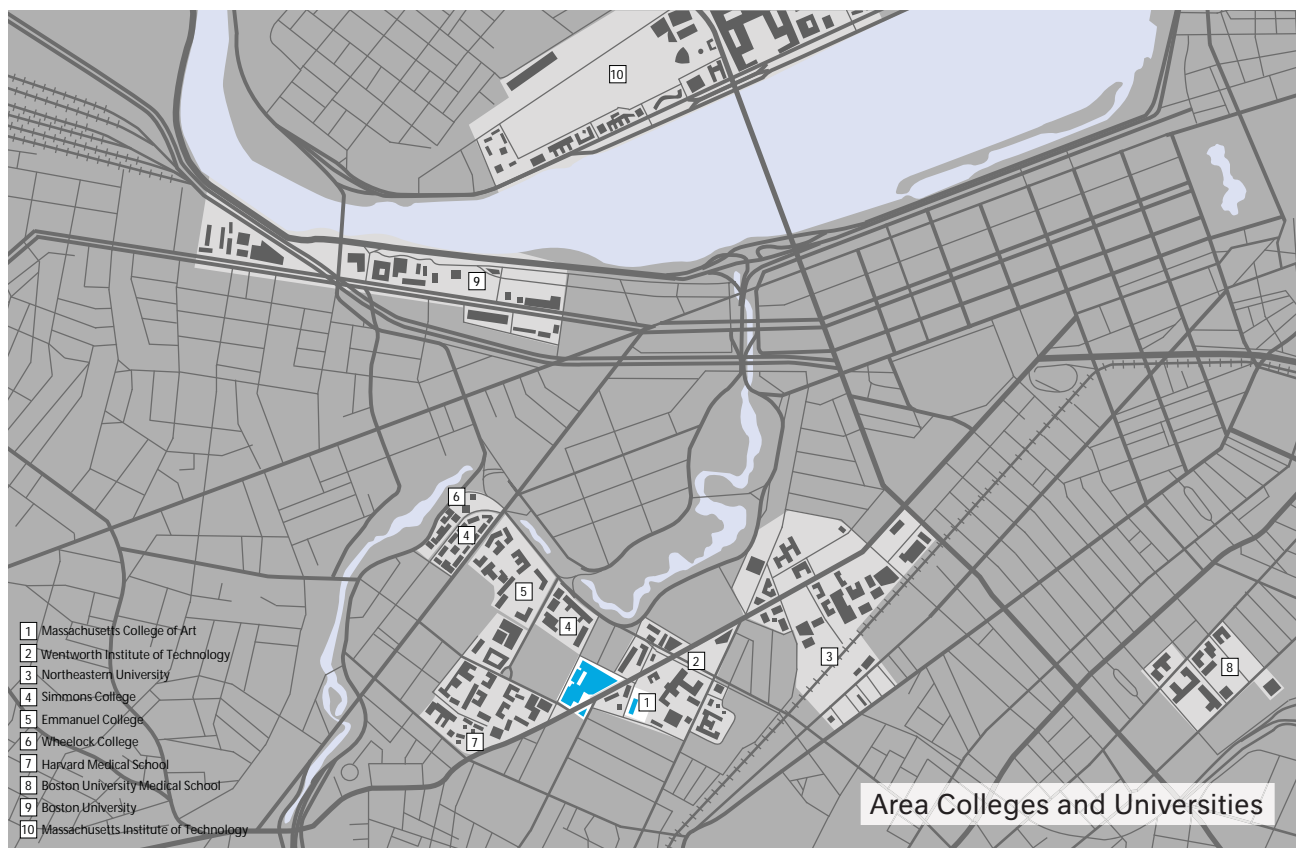 10
9
6
4
5
4
2
3
1
8
7
1 Massachusetts College of Art
2 Wentworth Institute of Technology
3 Northeastern University
4 Simmons College
5 Emmanuel College
6 Wheelock College
7 Harvard Medical School
8 Boston University Medical School
9 Boston University
10 Massachusetts Institute of Technology
Area Colleges and Universities